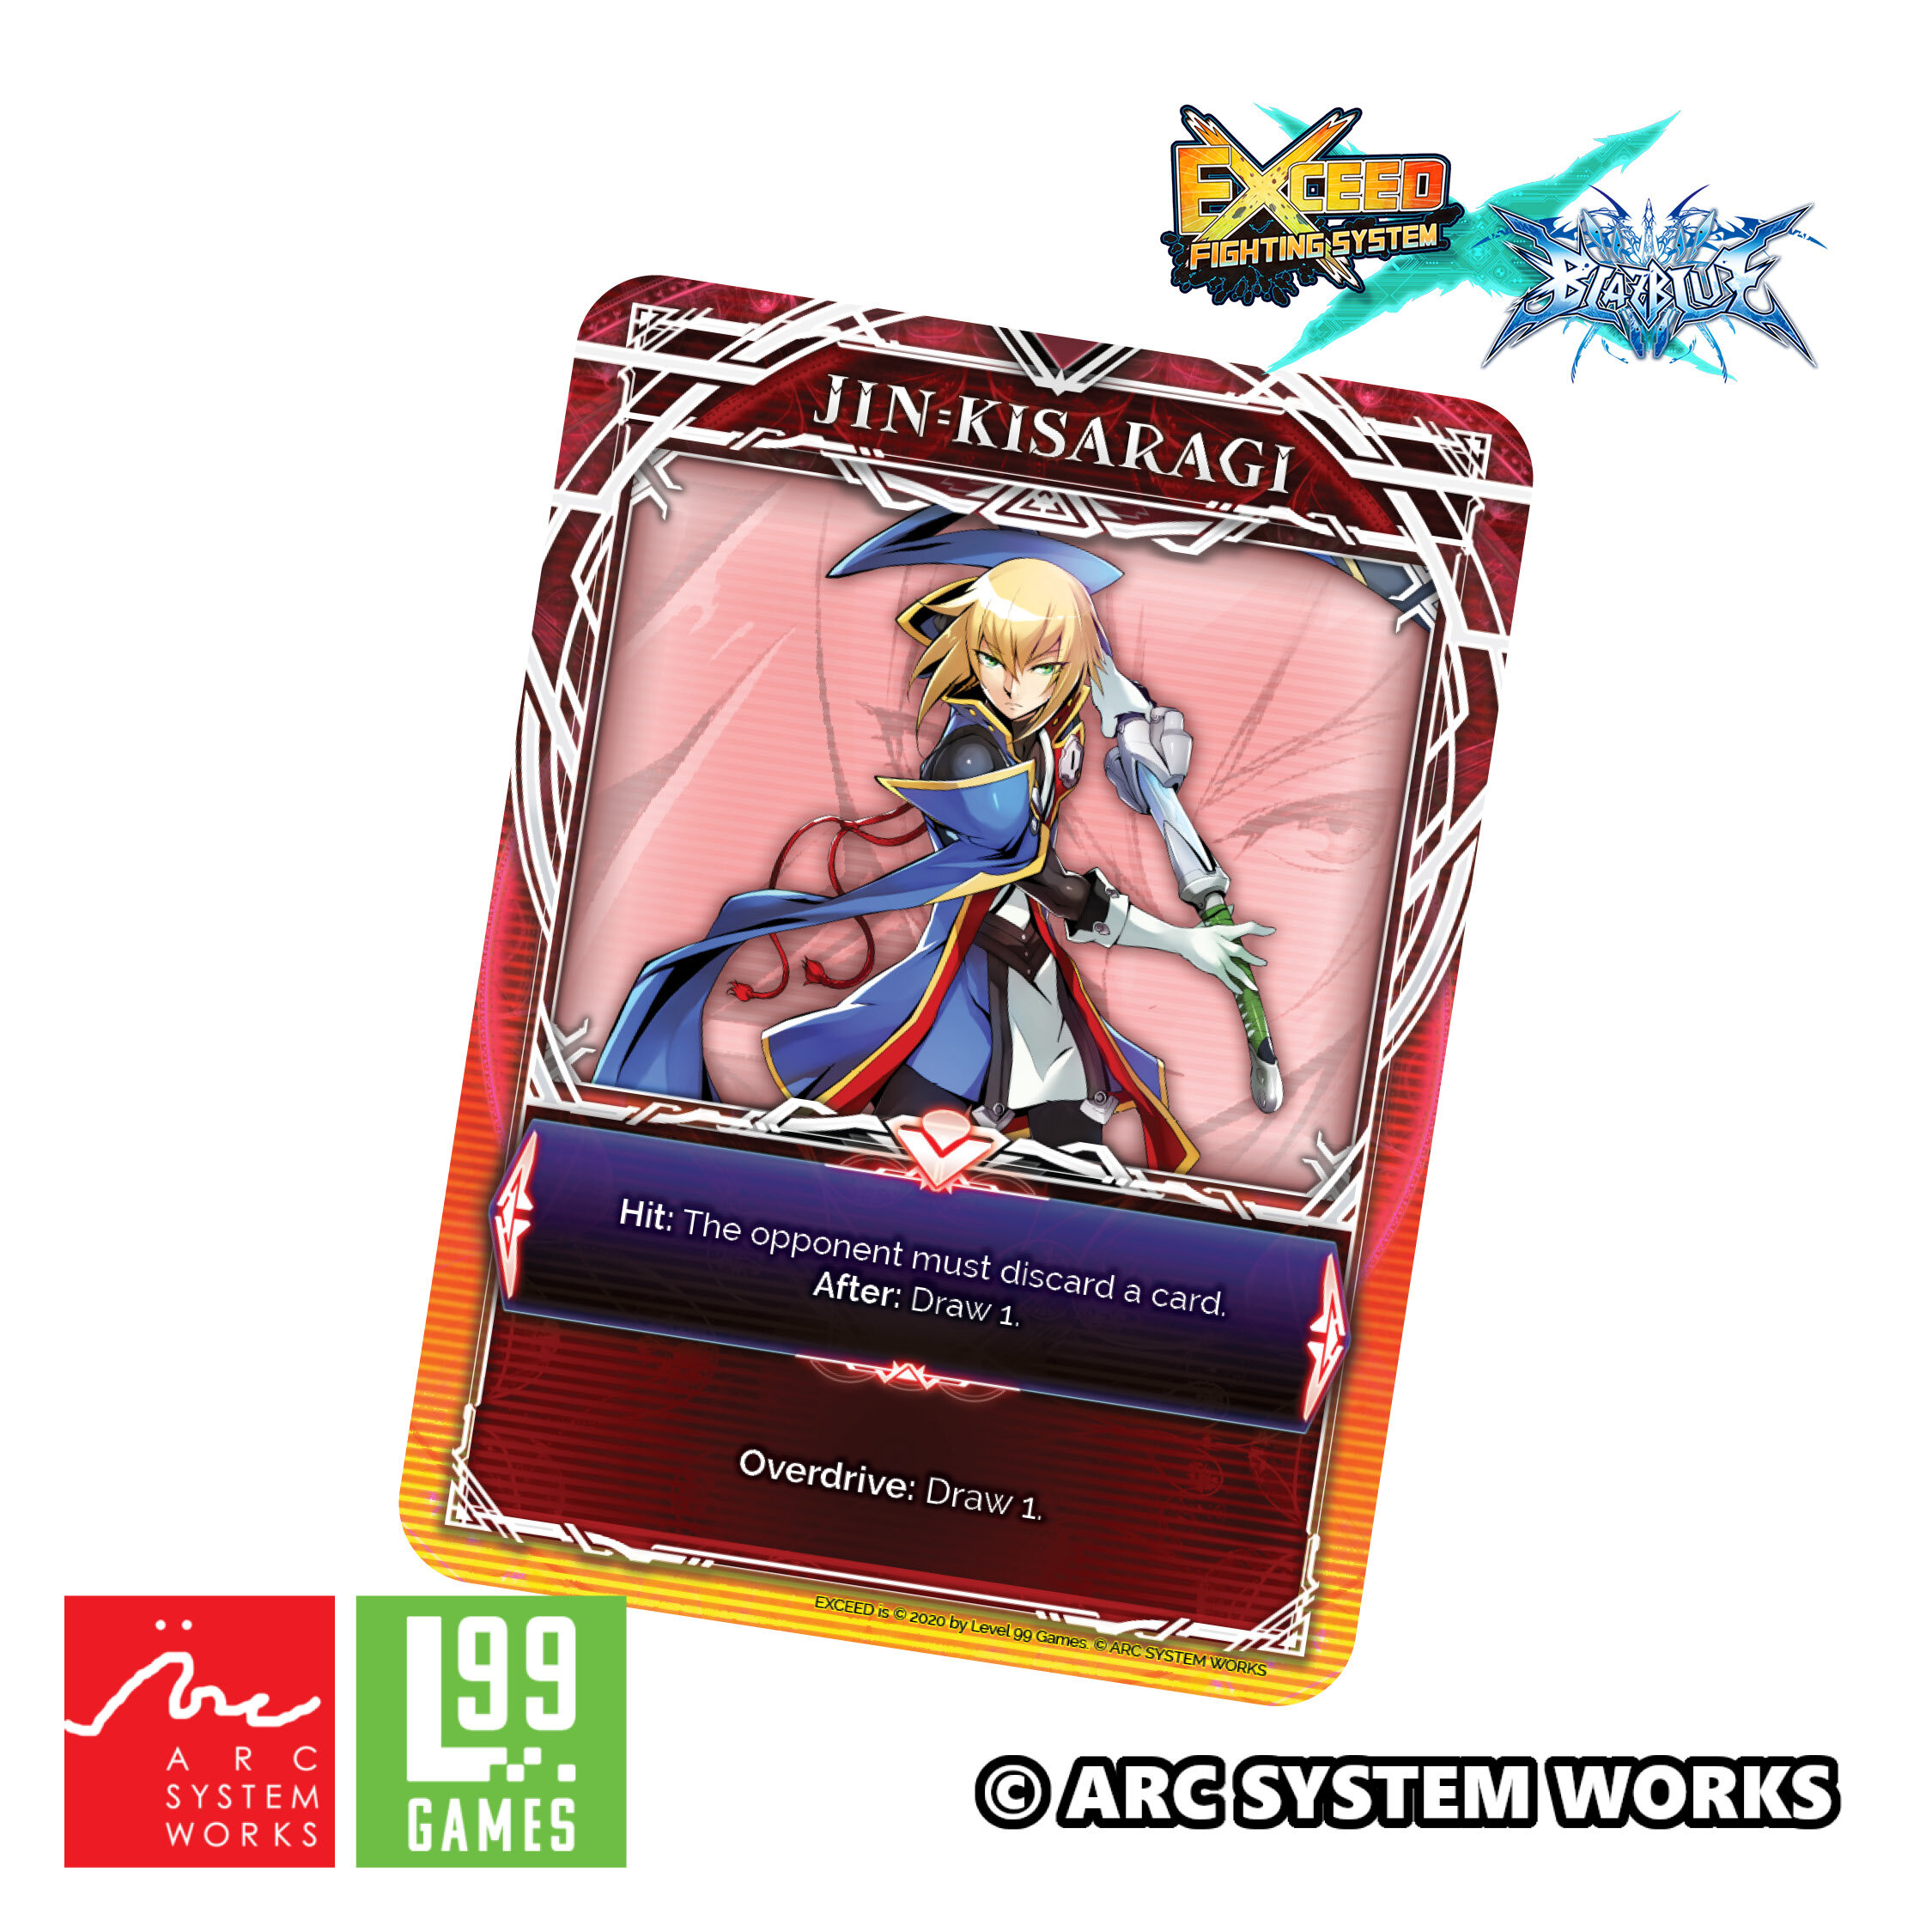 EXCEED
FIGHTING SYSTEM
BLAZBLUE
JIN=KISARAGI
Hit: The opponent must discard a card.
After: Draw 1.
Overdrive: Draw 1.
EXCEED is © 2020 by Level 99 Games. © ARC SYSTEM WORKS
Arc
ARC
SYSTEM
WORKS
L99
GAMES
© ARC SYSTEM WORKS